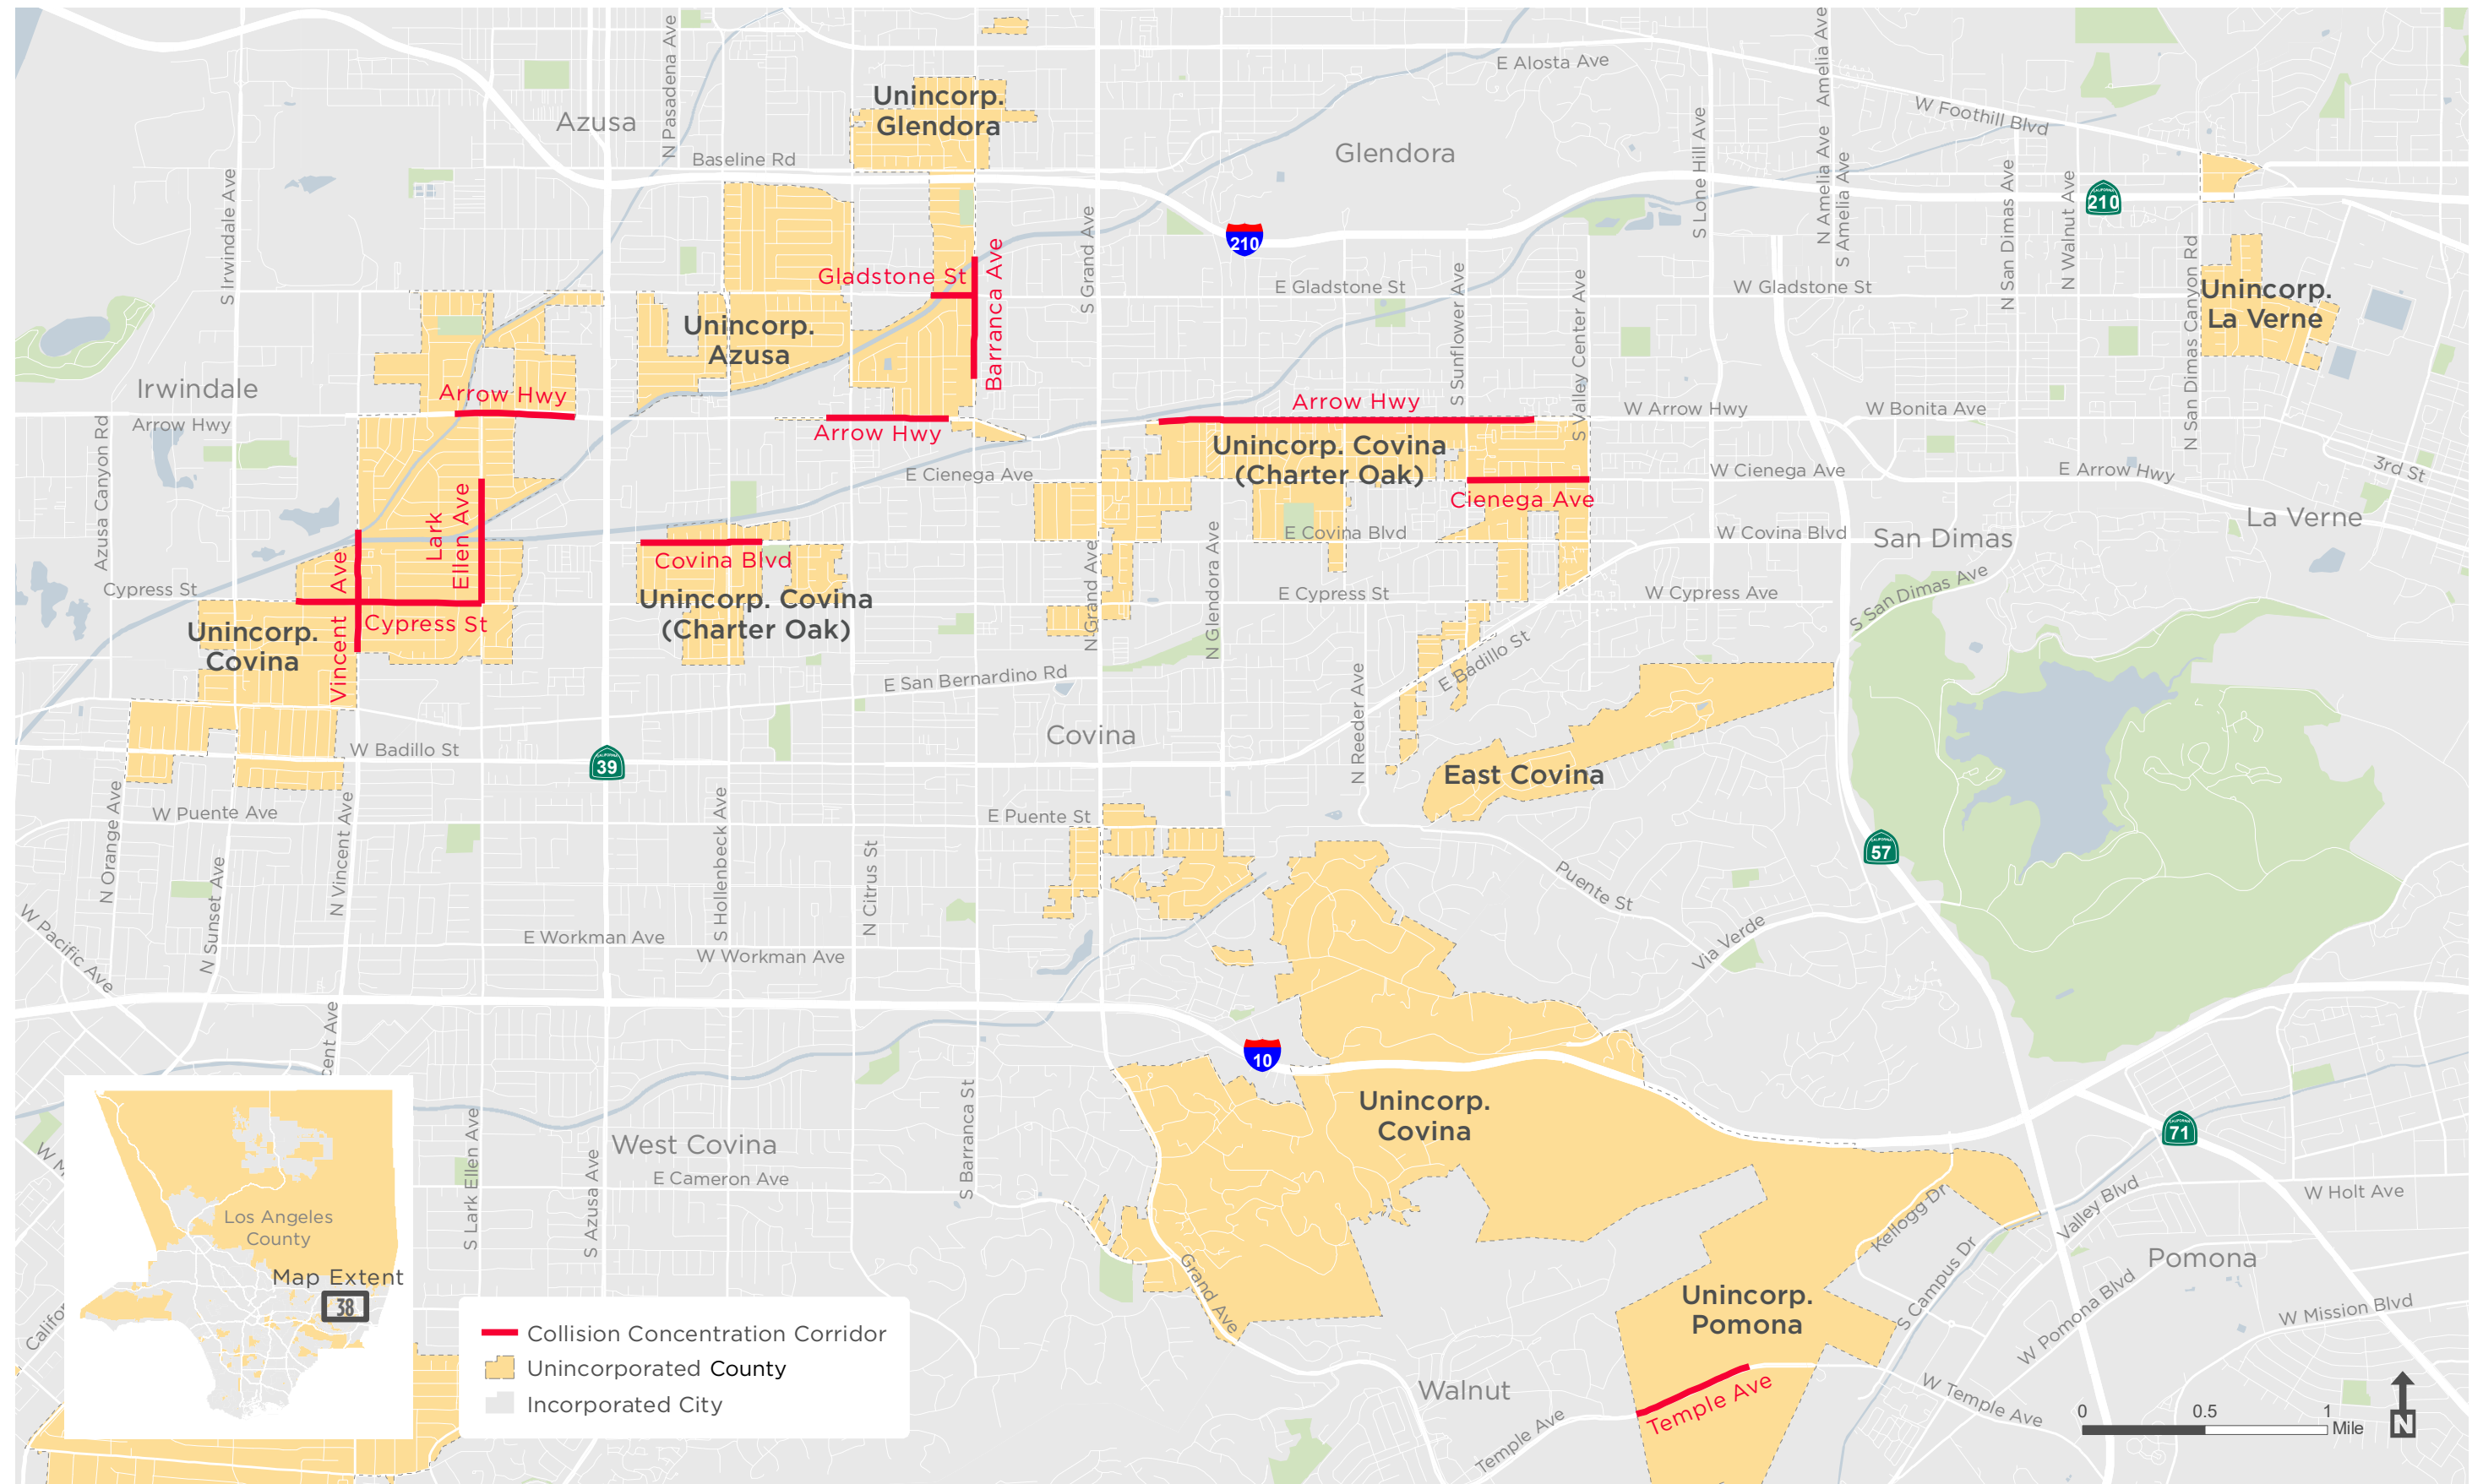 E Alosta Ave
N Pasadena Ave
Amelia Ave
Unincorp.
Glendora
Azusa
W Foothill Blvd
Baseline Rd
Glendora
S Lone Hill Ave
N Amelia Ave
S Amelia Ave
N San Dimas Ave
N Walnut Ave
CALIFORNIA
210
S Irwindale Ave
S Grand Ave
210
Barranca Ave
Gladstone St
E Gladstone St
S Sunflower Ave
S Valley Center Ave
W Gladstone St
N San Dimas Canyon Rd
Unincorp.
La Verne
Unincorp.
Azusa
Irwindale
Arrow Hwy
Arrow Hwy
Arrow Hwy
Arrow Hwy
W Arrow Hwy
W Bonita Ave
Azusa Canyon Rd
Unincorp. Covina
(Charter Oak)
E Cienega Ave
W Cienega Ave
E Arrow Hwy
3rd St
Cienega Ave
Lark
Ellen Ave
La Verne
E Covina Blvd
W Covina Blvd
San Dimas
Covina Blvd
Vincent Ave
Cypress St
Unincorp. Covina
(Charter Oak)
N Grand Ave
N Glendora Ave
E Cypress St
W Cypress Ave
S San Dimas Ave
Cypress St
Unincorp.
Covina
E Badillo St
E San Bernardino Rd
N Reeder Ave
Covina
W Badillo St
CALIFORNIA
39
East Covina
W Puente Ave
N Orange Ave
N Vincent Ave
S Hollenbeck Ave
E Puente St
CALIFORNIA
57
N Sunset Ave
N Citrus St
Puente St
W Pacific Ave
E Workman Ave
W Workman Ave
Via Verde
cent Ave
10
Unincorp.
Covina
CALIFORNIA
71
West Covina
E Cameron Ave
S Lark Ellen Ave
S Azusa Ave
S Barranca St
W M
W Holt Ave
Valley Blvd
Kellogg Dr
S Campus Dr
Pomona
Los Angeles
County
Map Extent
38
Grand Ave
Califor
Unincorp.
Pomona
W Pomona Blvd
W Mission Blvd
Collision Concentration Corridor
Unincorporated County
Incorporated City
Walnut
Temple Ave
W Temple Ave
Temple Ave
0 0.5 1
Mile
N